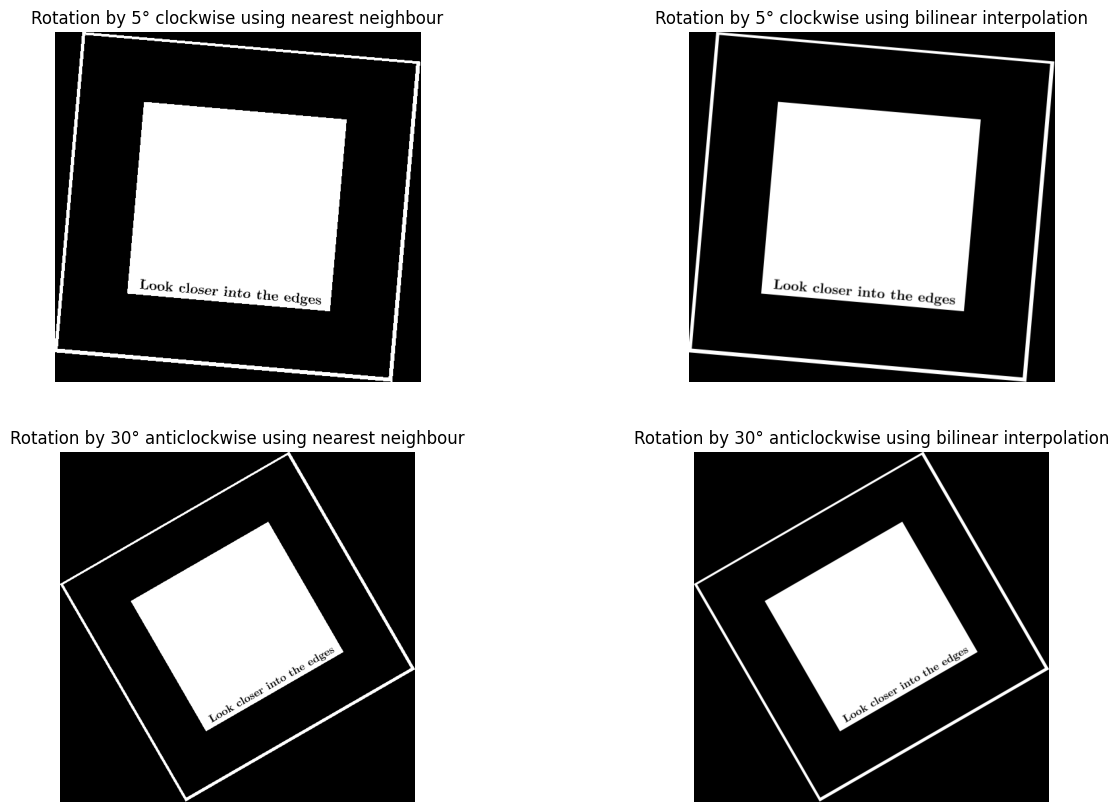 Rotation by 5° clockwise using nearest neighbour
Rotation by 5° clockwise using bilinear interpolation
Look closer into the edges
Look closer into the edges
Rotation by 30° anticlockwise using nearest neighbour
Rotation by 30° anticlockwise using bilinear interpolation
Look closer into the edges
Look closer into the edges